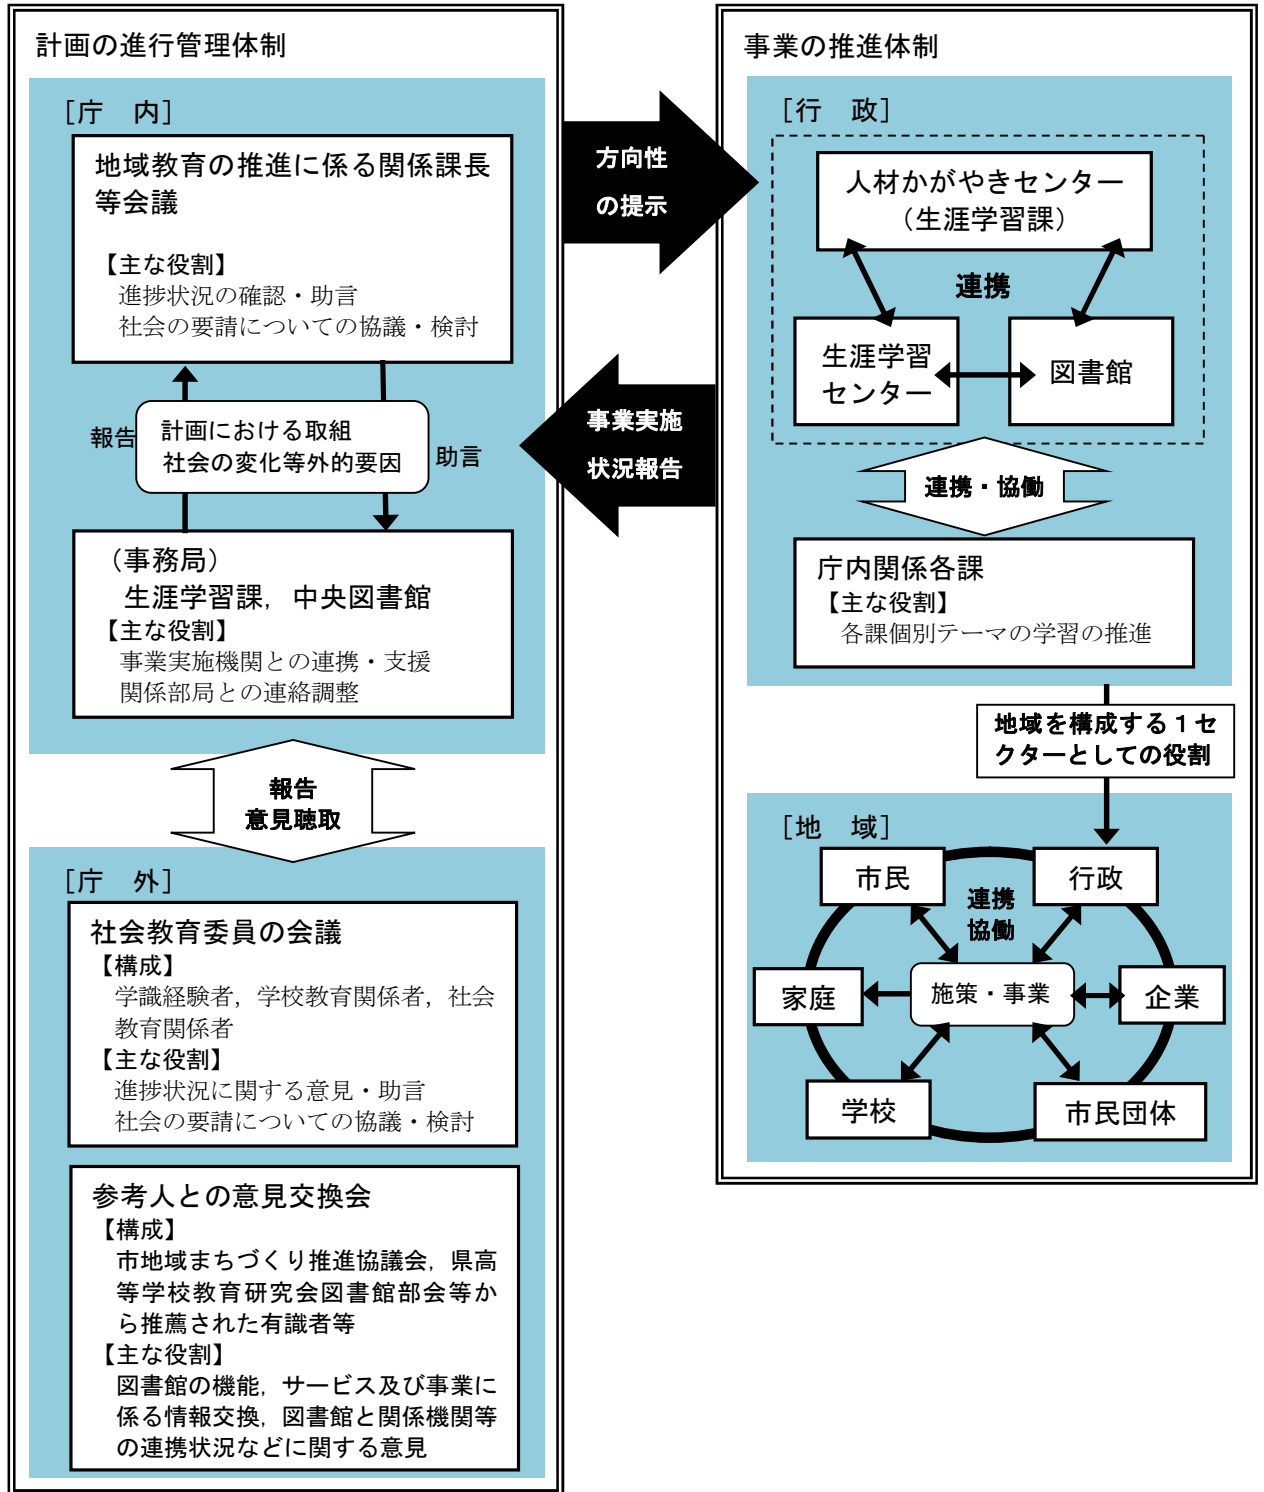 計画の進行管理体制
［庁　内］
地域教育の推進に係る関係課長
等会議
【主な役割】
進捗状況の確認・助言
社会の要請についての協議・検討
報告
計画における取組
社会の変化等外的要因
助言
（事務局）
生涯学習課，中央図書館
【主な役割】
事業実施機関との連携・支援
関係部局との連絡調整
報告
意見聴取
［庁　外］
社会教育委員の会議
【構成】
学識経験者，学校教育関係者，社会
教育関係者
【主な役割】
進捗状況に関する意見・助言
社会の要請についての協議・検討
参考人との意見交換会
【構成】
市地域まちづくり推進協議会，県高
等学校教育研究会図書館部会等か
ら推薦された有識者等
【主な役割】
図書館の機能，サービス及び事業に
係る情報交換，図書館と関係機関等
の連携状況などに関する意見
方向性
の提示
事業実施
状況報告
事業の推進体制
［行　政］
人材かがやきセンター
（生涯学習課）
連携
生涯学習
センター
図書館
連携・協働
庁内関係各課
【主な役割】
各課個別テーマの学習の推進
地域を構成する１セ
クターとしての役割
［地　域］
市民
行政
連携
協働
家庭
施策・事業
企業
学校
市民団体